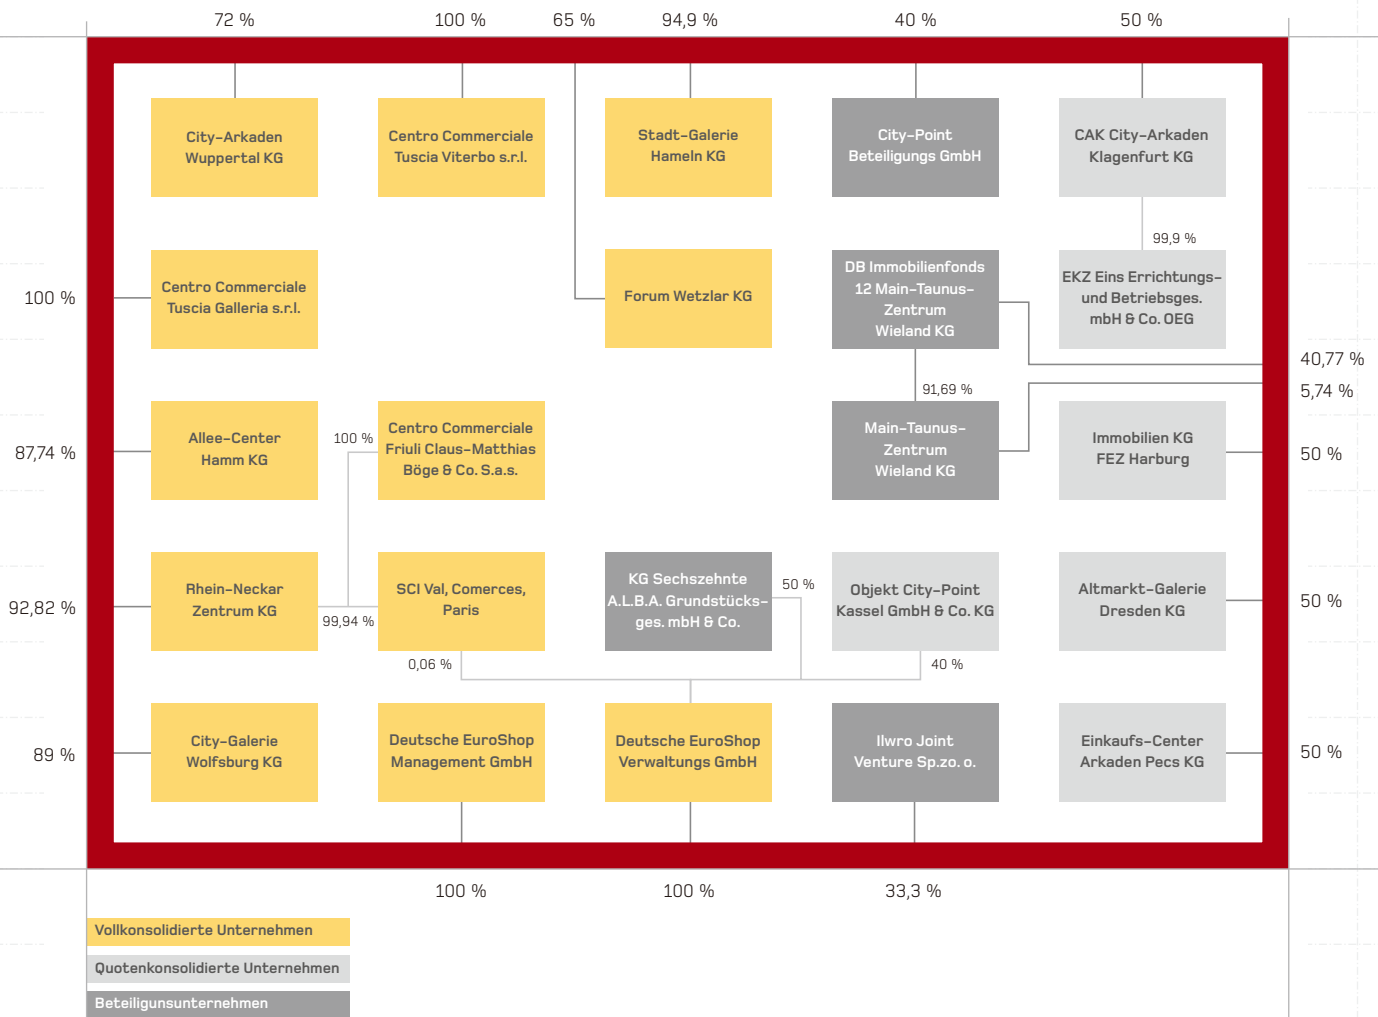 72 %
100 %
65 %
94,9 %
40 %
50 %
City-Arkaden
Wuppertal KG
Centro Commerciale
Tuscia Viterbo s.r.l.
Stadt-Galerie
Hameln KG
City-Point
Beteiligungs GmbH
CAK City-Arkaden
Klagenfurt KG
99,9 %
100 %
Centro Commerciale
Tuscia Galleria s.r.l.
Forum Wetzlar KG
DB Immobilienfonds
12 Main-Taunus-
Zentrum
Wieland KG
EKZ Eins Errichtungs-
und Betriebsges.
mbH & Co. OEG
40,77 %
5,74 %
91,69 %
87,74 %
Allee-Center
Hamm KG
100 %
Centro Commerciale
Friuli Claus-Matthias
Böge & Co. S.a.s.
Main-Taunus-
Zentrum
Wieland KG
Immobilien KG
FEZ Harburg
50 %
92,82 %
Rhein-Neckar
Zentrum KG
99,94 %
SCI Val, Comerces,
Paris
KG Sechszehnte
A.L.B.A. Grundstücks-
ges. mbH & Co.
50 %
Objekt City-Point
Kassel GmbH & Co. KG
Altmarkt-Galerie
Dresden KG
50 %
0,06 %
40 %
89 %
City-Galerie
Wolfsburg KG
Deutsche EuroShop
Management GmbH
Deutsche EuroShop
Verwaltungs GmbH
Ilwro Joint
Venture Sp.zo. o.
Einkaufs-Center
Arkaden Pecs KG
50 %
100 %
100 %
33,3 %
Vollkonsolidierte Unternehmen
Quotenkonsolidierte Unternehmen
Beteiligunsunternehmen